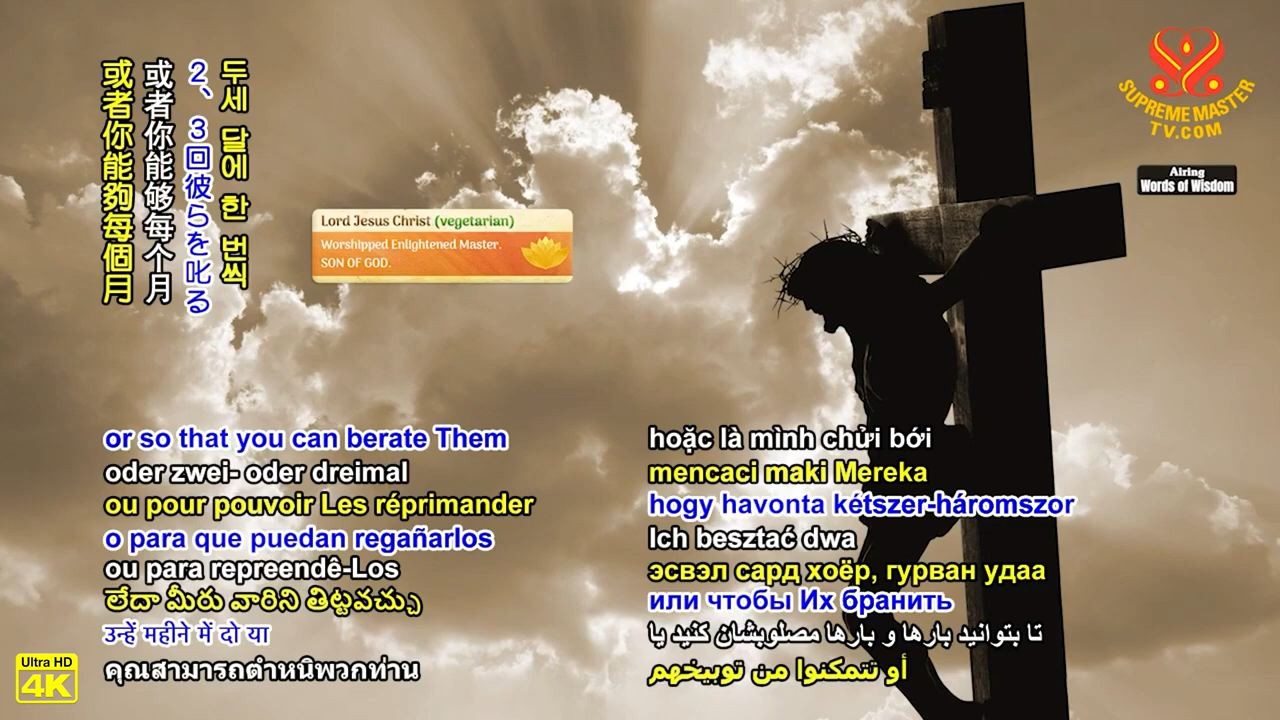 두세 달에 한 번씩
2、3回彼らを叱る
或者你能够每个月
或者你能夠每個月
SUPREME MASTER
TV.COM
Airing
Words of Wisdom
Lord Jesus Christ (vegetarian)
Worshipped Enlightened Master.
SON OF GOD.
or so that you can berate Them
oder zwei- oder dreimal
ou pour pouvoir Les réprimander
o para que puedan regañarlos
ou para repreendê-Los
లేదా మీరు వారిని తిట్టవచ్చు
उन्हें महीने में दो या
คุณสามารถตำหนิพวกท่าน
hoặc là mình chửi bới
mencaci maki Mereka
hogy havonta kétszer-háromszor
Ich besztać dwa
эсвэл сард хоёр, гурван удаа
или чтобы Их бранить
تا بتوانید بارها و بارها مصلوبشان کنید یا
أو تتمكنوا من توبيخهم
Ultra HD
4K